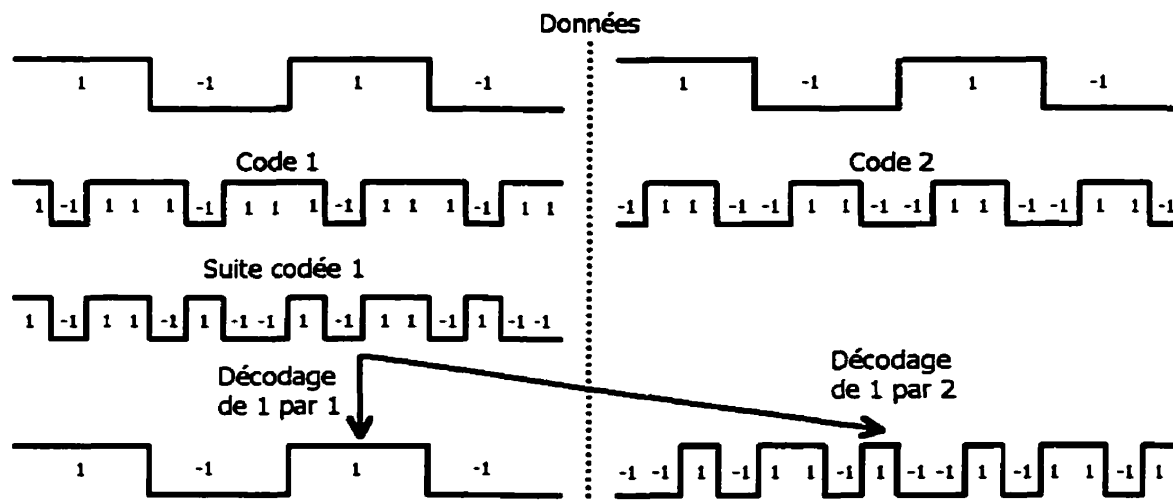 Données
1 -1 1 -1 1 -1 1 -1
Code 1 Code 2
1 -1 1 1 1 -1 1 1 1 -1 1 1 1 -1 1 1 -1 1 1 -1 -1 1 1 -1 -1 1 1 -1 -1 1 1 -1
Suite codée 1
1 -1 1 1 -1 1 -1 -1 1 -1 1 1 -1 1 -1 -1
Décodage
de 1 par 1
Décodage
de 1 par 2
1 -1 1 -1 -1 -1 1 -1 1 1 -1 1 -1 -1 1 -1 1 1 -1 1